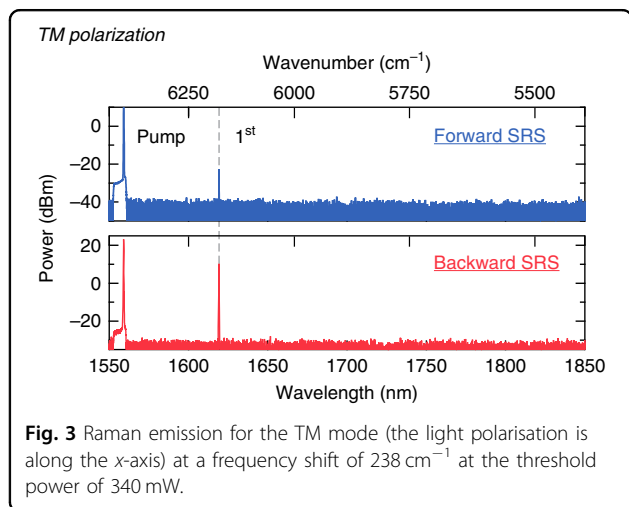 TM polarization
Wavenumber (cm⁻¹)
6250 6000 5750 5500
0
−20
−40
Pump 1ˢᵗ Forward SRS
Power (dBm)
20
0
−20
Backward SRS
1550 1600 1650 1700 1750 1800 1850
Wavelength (nm)
Fig. 3 Raman emission for the TM mode (the light polarisation is
along the x-axis) at a frequency shift of 238 cm⁻¹ at the threshold
power of 340 mW.